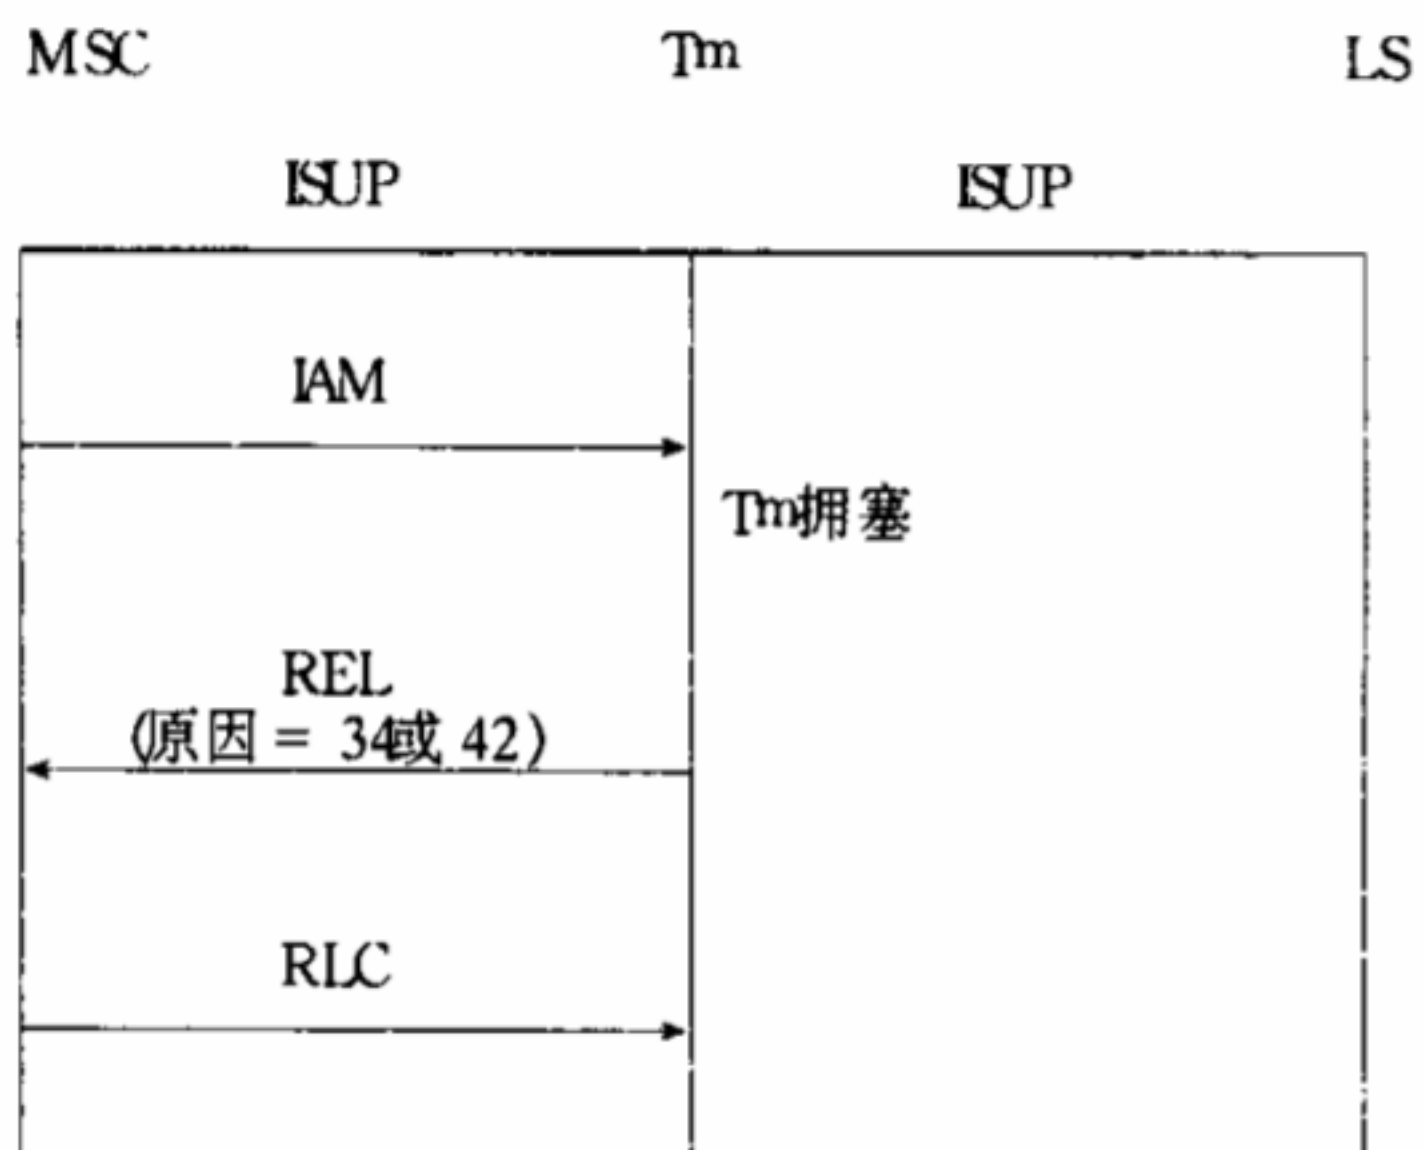 MSC Tm LS
ISUP ISUP
IAM
Tm拥塞
REL
(原因 = 34或 42)
RLC